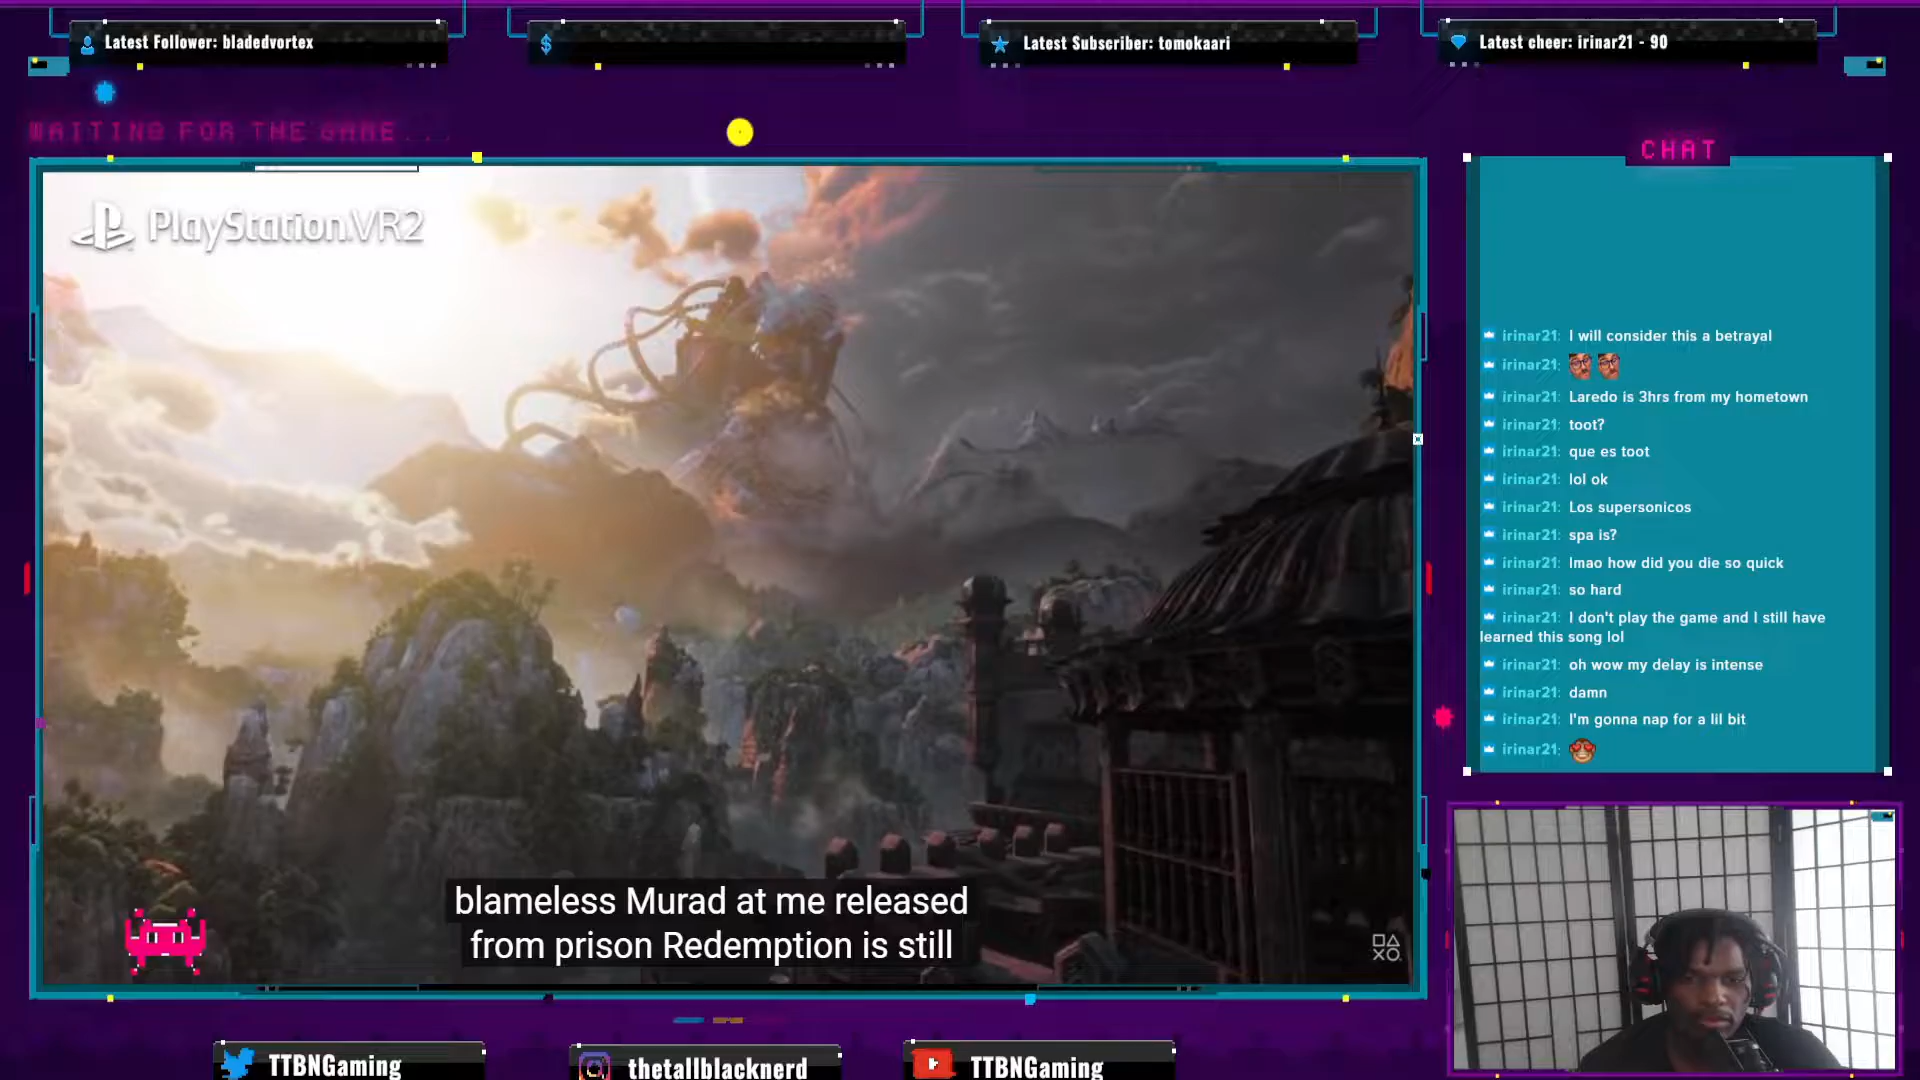 Latest Follower: bladedvortex
$
Latest Subscriber: tomokaari
Latest cheer: irinar21 - 90
WAITING FOR THE GAME...
CHAT
PlayStation.VR2
irinar21: I will consider this a betrayal
irinar21:
irinar21: Laredo is 3hrs from my hometown
irinar21: toot?
irinar21: que es toot
irinar21: lol ok
irinar21: Los supersonicos
irinar21: spa is?
irinar21: lmao how did you die so quick
irinar21: so hard
irinar21: I don't play the game and I still have
learned this song lol
irinar21: oh wow my delay is intense
irinar21: damn
irinar21: I'm gonna nap for a lil bit
irinar21:
blameless Murad at me released
from prison Redemption is still
TTBNGaming
thetallblacknerd
TTBNGaming